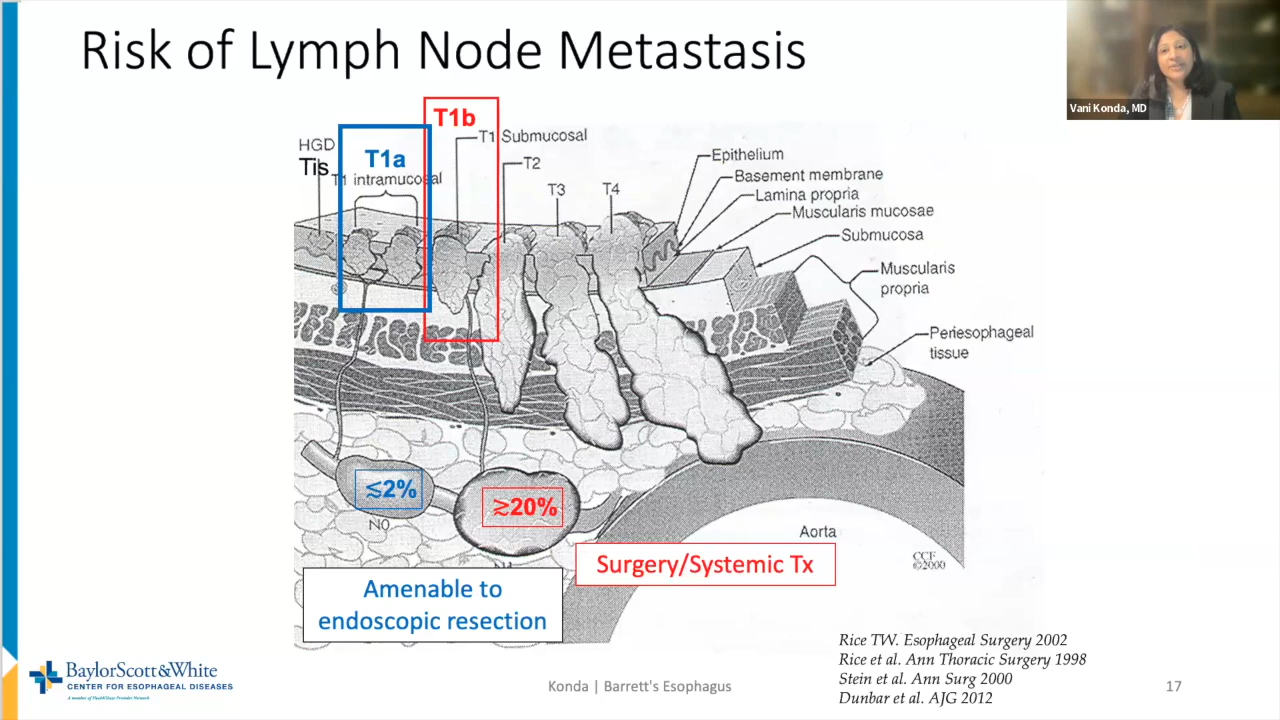 Risk of Lymph Node Metastasis
Vani Konda, MD
T1b
HGD
Tis
T1a
T1 intramucosal
T1 Submucosal
T2
T3
T4
Epithelium
Basement membrane
Lamina propria
Muscularis mucosae
Submucosa
Muscularis
propria
Periesophageal
tissue
≲2%
N0
≳20%
Aorta
CCF
©2000
Surgery/Systemic Tx
Amenable to
endoscopic resection
Rice TW. Esophageal Surgery 2002
Rice et al. Ann Thoracic Surgery 1998
Stein et al. Ann Surg 2000
Dunbar et al. AJG 2012
BaylorScott&White
CENTER FOR ESOPHAGEAL DISEASES
Konda | Barrett's Esophagus
17